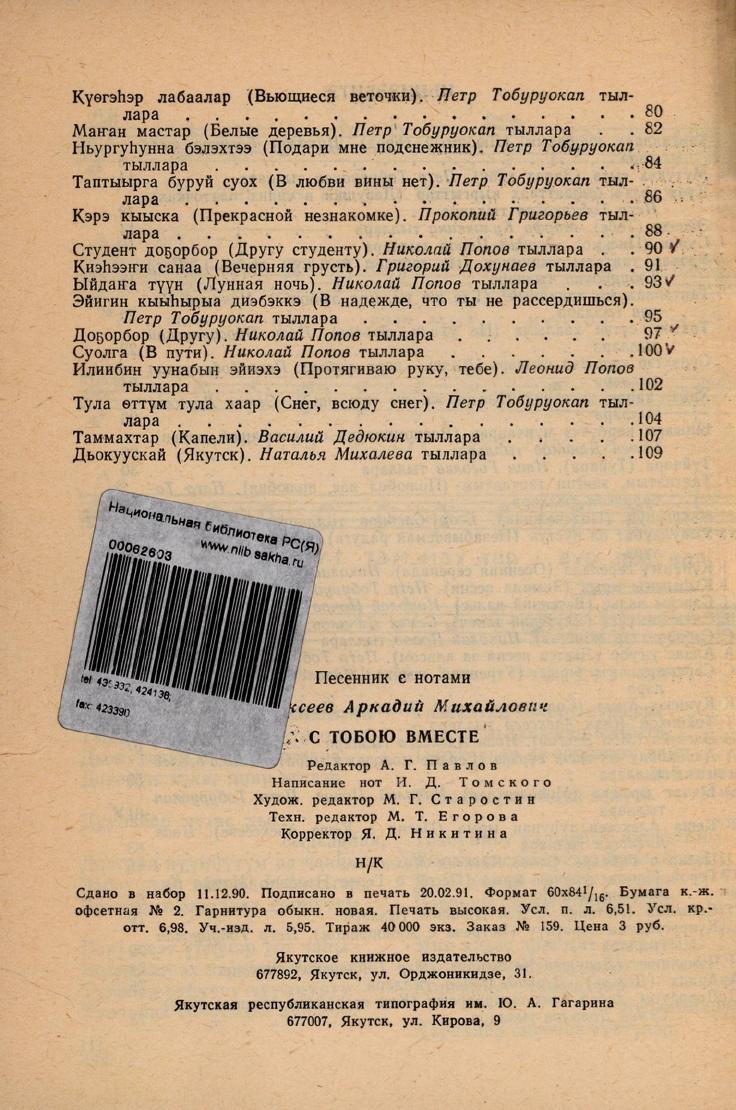 Күөгэһэр лабаалар (Вьющиеся веточки). Петр Тобуруокап тыл-
лара . . . . . . . . . . . . . . . 80
Маҥан мастар (Белые деревья). Петр Тобуруокап тыллара . . 82
Ньургуһунна бэлэхтээ (Подари мне подснежник). Петр Тобуруокап
тыллара . . . . . . . . . . . . . . 84
Таптыырга буруй суох (В любви вины нет). Петр Тобуруокап тыл-
лара . . . . . . . . . . . . . . . 86
Кэрэ кыыска (Прекрасной незнакомке). Прокопий Григорьев тыл-
лара . . . . . . . . . . . . . . . 88
Студент доҕорбор (Другу студенту). Николай Попов тыллара . . 90 ✓
Киэһээҥи санаа (Вечерняя грусть). Григорий Дохунаев тыллара . 91
Ыйдаҥа түүн (Лунная ночь). Николай Попов тыллара . . . 93 ✓
Эйигин кыыһырыа диэбэккэ (В надежде, что ты не рассердишься).
Петр Тобуруокап тыллара . . . . . . . . . 95
Доҕорбор (Другу). Николай Попов тыллара . . . . . . 97 ✓
Суолга (В пути). Николай Попов тыллара . . . . . . . 100 ✓
Илиибин уунабын эйиэхэ (Протягиваю руку, тебе). Леонид Попов
тыллара . . . . . . . . . . . . . . 102
Тула өттүм тула хаар (Снег, всюду снег). Петр Тобуруокап тыл-
лара . . . . . . . . . . . . . . . 104
Таммахтар (Капели). Василий Дедюкин тыллара . . . . . 107
Дьокуускай (Якутск). Наталья Михалева тыллара . . . . . 109
Национальная библиотека РС(Я)
www.nlib.sakha.ru
00062603
tel: 424136;
fax: 423390
Песенник с нотами
ксеев Аркадий Михайлович
С ТОБОЮ ВМЕСТЕ
Редактор А. Г. Павлов
Написание нот И. Д. Томского
Худож. редактор М. Г. Старостин
Техн. редактор М. Т. Егорова
Корректор Я. Д. Никитина
Н/К
Сдано в набор 11.12.90. Подписано в печать 20.02.91. Формат 60х84¹/₁₆. Бумага к.-ж.
офсетная № 2. Гарнитура обыкн. новая. Печать высокая. Усл. п. л. 6,51. Усл. кр.-
отт. 6,98. Уч.-изд. л. 5,95. Тираж 40 000 экз. Заказ № 159. Цена 3 руб.
Якутское книжное издательство
677892, Якутск, ул. Орджоникидзе, 31.
Якутская республиканская типография им. Ю. А. Гагарина
677007, Якутск, ул. Кирова, 9